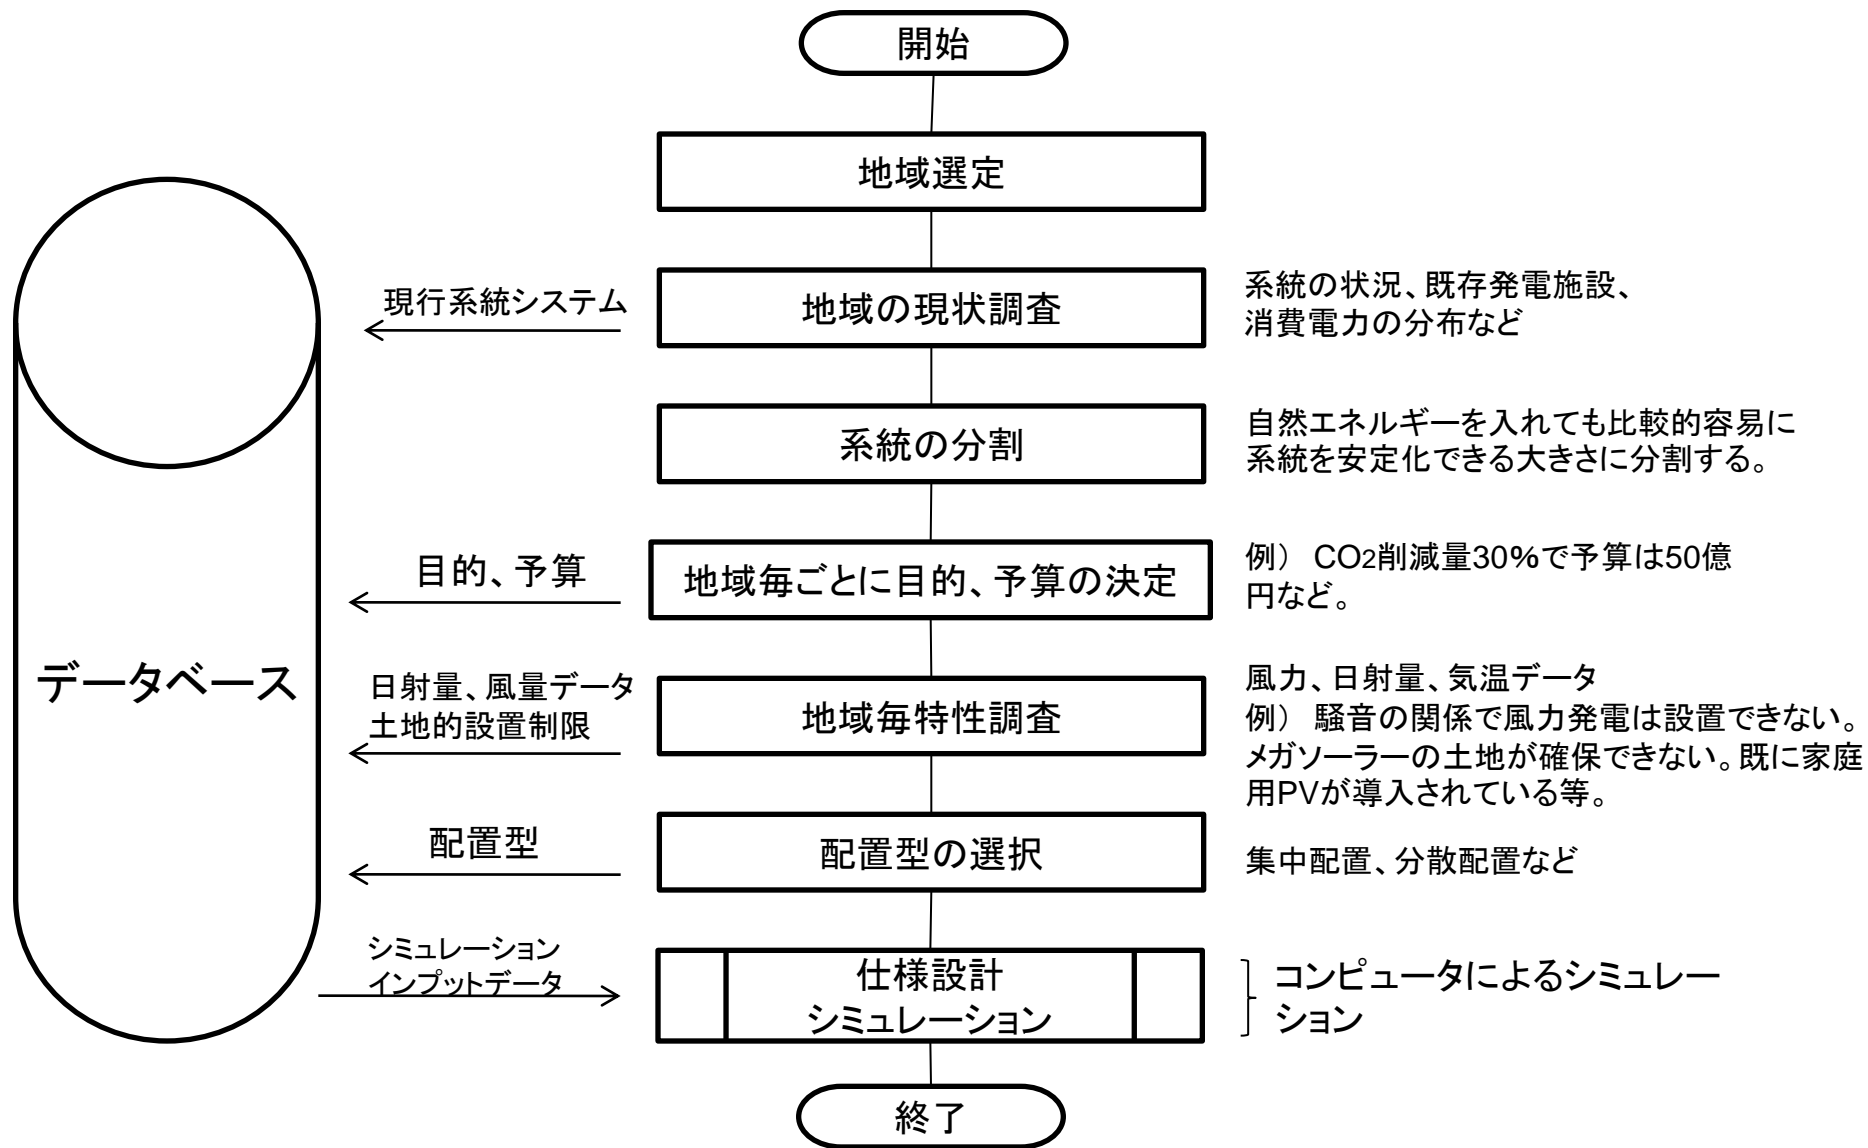 開始
地域選定
現行系統システム
地域の現状調査
系統の状況、既存発電施設、
消費電力の分布など
系統の分割
自然エネルギーを入れても比較的容易に
系統を安定化できる大きさに分割する。
目的、予算
地域毎ごとに目的、予算の決定
例） CO2削減量30%で予算は50億
円など。
データベース
日射量、風量データ
土地的設置制限
地域毎特性調査
風力、日射量、気温データ
例） 騒音の関係で風力発電は設置できない。
メガソーラーの土地が確保できない。既に家庭
用PVが導入されている等。
配置型
配置型の選択
集中配置、分散配置など
シミュレーション
インプットデータ
仕様設計
シミュレーション
コンピュータによるシミュレー
ション
終了